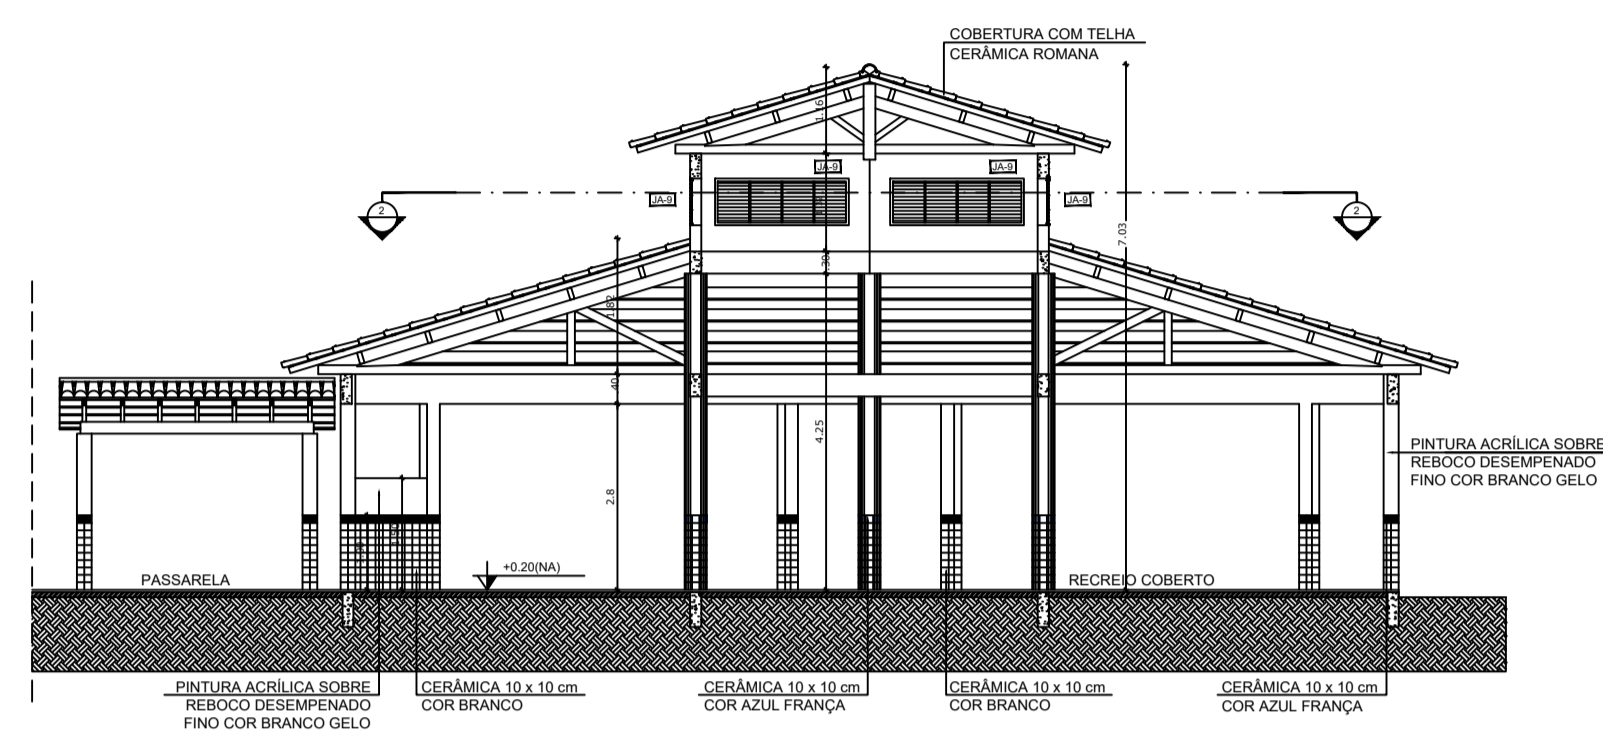 COBERTURA COM TELHA
CERÂMICA ROMANA
1.16
JA-9
JA-9
JA-9
JA-9
2
2
7.03
.30
1.82
.40
4.25
2.8
PINTURA ACRÍLICA SOBRE
REBOCO DESEMPENADO
FINO COR BRANCO GELO
1.50
+0.20(NA)
PASSARELA
RECREIO COBERTO
PINTURA ACRÍLICA SOBRE
REBOCO DESEMPENADO
FINO COR BRANCO GELO
CERÂMICA 10 x 10 cm
COR BRANCO
CERÂMICA 10 x 10 cm
COR AZUL FRANÇA
CERÂMICA 10 x 10 cm
COR BRANCO
CERÂMICA 10 x 10 cm
COR AZUL FRANÇA